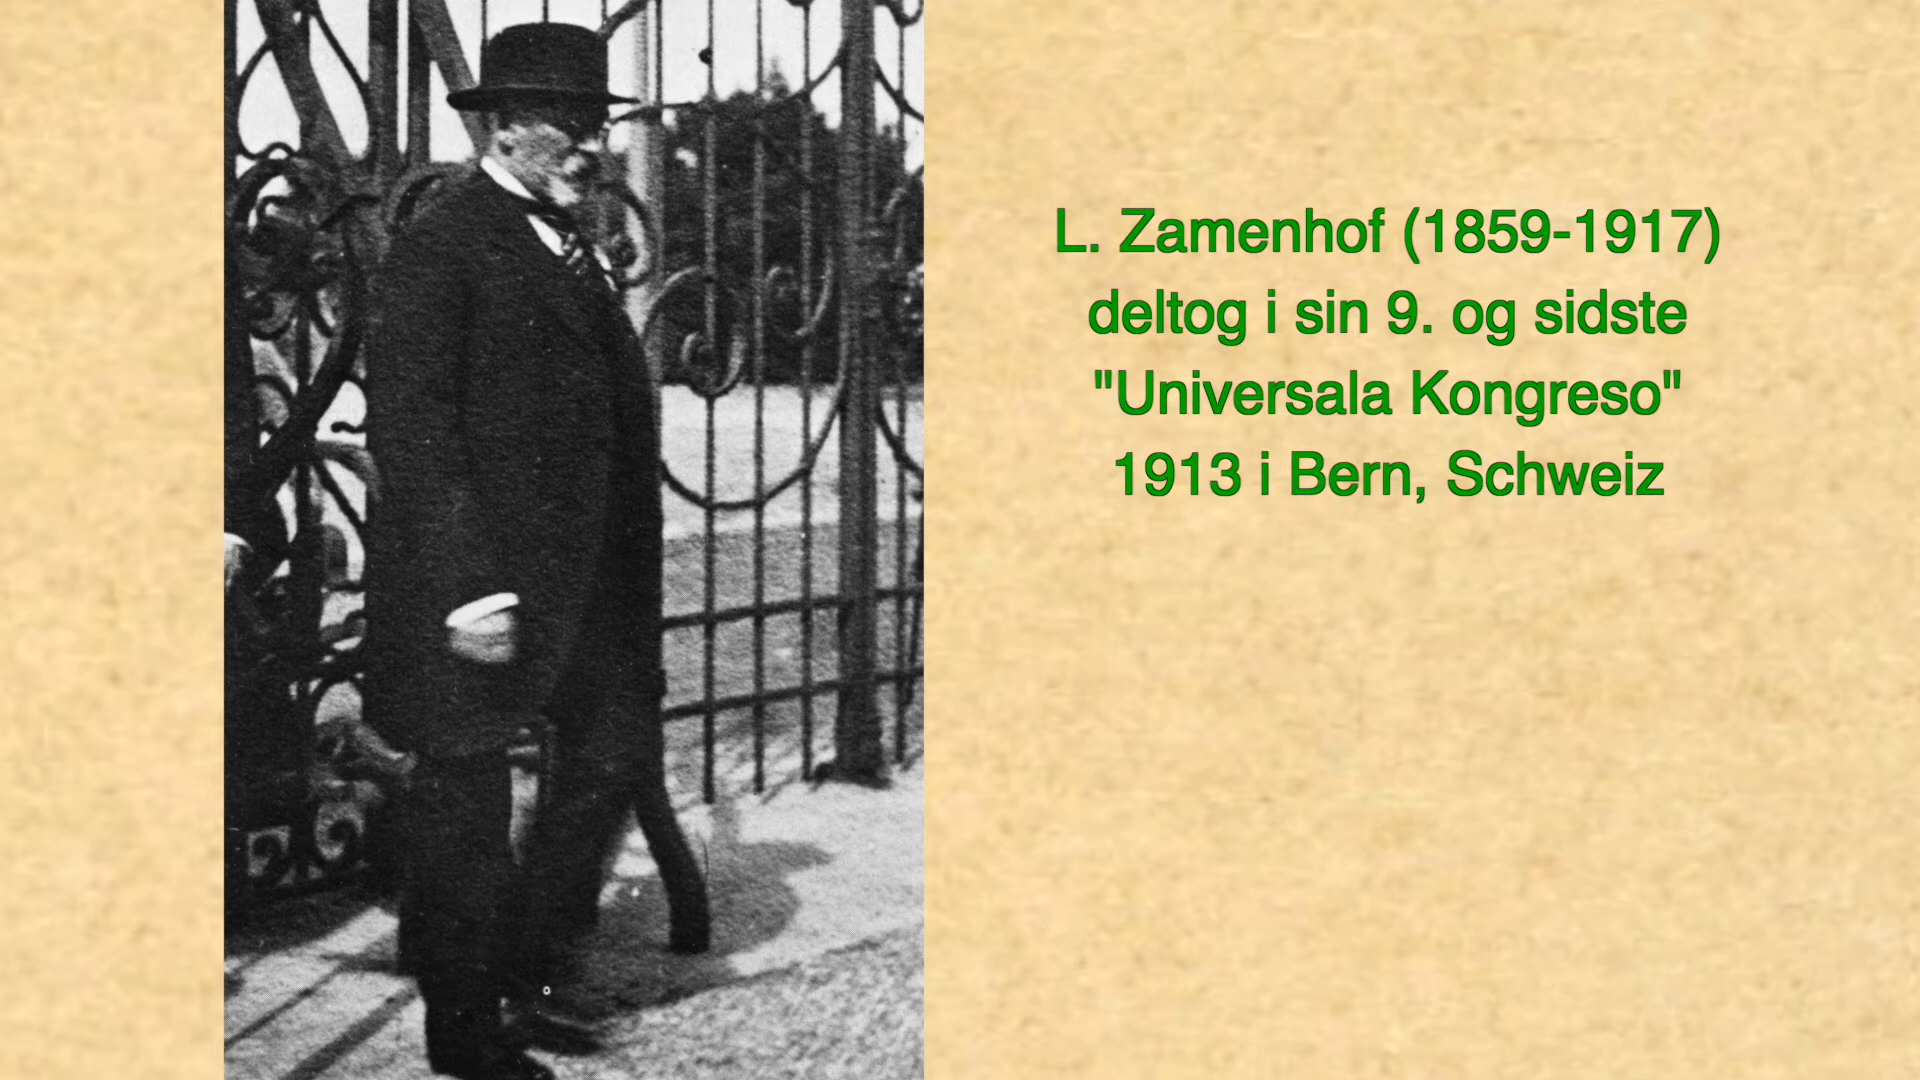 L. Zamenhof (1859-1917)
deltog i sin 9. og sidste
"Universala Kongreso"
1913 i Bern, Schweiz